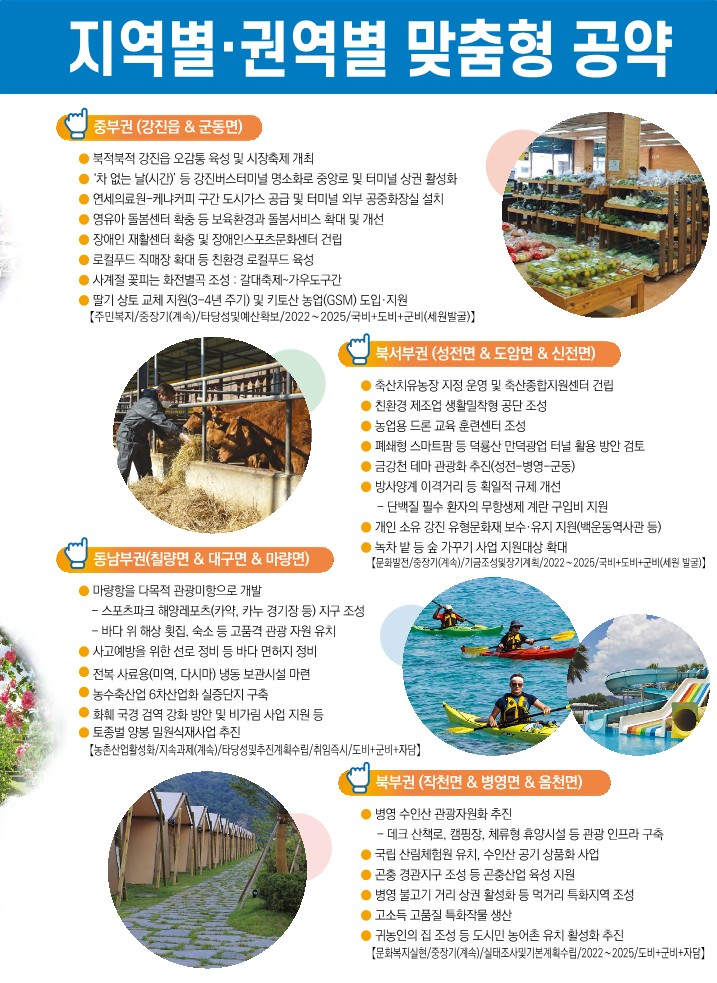 지역별·권역별 맞춤형 공약
중부권 (강진읍 & 군동면)
● 북적북적 강진읍 오감통 육성 및 시장축제 개최
● '차 없는 날(시간)' 등 강진버스터미널 명소화로 중앙로 및 터미널 상권 활성화
● 연세의료원-케냐커피 구간 도시가스 공급 및 터미널 외부 공중화장실 설치
● 영유아 돌봄센터 확충 등 보육환경과 돌봄서비스 확대 및 개선
● 장애인 재활센터 확충 및 장애인스포츠문화센터 건립
● 로컬푸드 직매장 확대 등 친환경 로컬푸드 육성
● 사계절 꽃피는 화전별곡 조성 : 갈대축제~가우도구간
● 딸기 상토 교체 지원(3-4년 주기) 및 키토산 농업(GSM) 도입·지원
【주민복지/중장기(계속)/타당성및예산확보/2022~2025/국비+도비+군비(세원발굴)】
북서부권 (성전면 & 도암면 & 신전면)
● 축산치유농장 지정 운영 및 축산종합지원센터 건립
● 친환경 제조업 생활밀착형 공단 조성
● 농업용 드론 교육 훈련센터 조성
● 폐쇄형 스마트팜 등 덕룡산 만덕광업 터널 활용 방안 검토
● 금강천 테마 관광화 추진(성전-병영-군동)
● 방사양계 이격거리 등 획일적 규제 개선
- 단백질 필수 환자의 무항생제 계란 구입비 지원
● 개인 소유 강진 유형문화재 보수·유지 지원(백운동역사관 등)
● 녹차 밭 등 숲 가꾸기 사업 지원대상 확대
【문화발전/중장기(계속)/기금조성및장기계획/2022~2025/국비+도비+군비(세원 발굴)】
동남부권(칠량면 & 대구면 & 마량면)
● 마량항을 다목적 관광미항으로 개발
- 스포츠파크 해양레포츠(카약, 카누 경기장 등) 지구 조성
- 바다 위 해상 횟집, 숙소 등 고품격 관광 자원 유치
● 사고예방을 위한 선로 정비 등 바다 면허지 정비
● 전복 사료용(미역, 다시마) 냉동 보관시설 마련
● 농수축산업 6차산업화 실증단지 구축
● 화훼 국경 검역 강화 방안 및 비가림 사업 지원 등
● 토종벌 양봉 밀원식재사업 추진
【농촌산업활성화/지속과제(계속)/타당성및추진계획수립/취임즉시/도비+군비+자담】
북부권 (작천면 & 병영면 & 옴천면)
● 병영 수인산 관광자원화 추진
- 데크 산책로, 캠핑장, 체류형 휴양시설 등 관광 인프라 구축
● 국립 산림체험원 유치, 수인산 공기 상품화 사업
● 곤충 경관지구 조성 등 곤충산업 육성 지원
● 병영 불고기 거리 상권 활성화 등 먹거리 특화지역 조성
● 고소득 고품질 특화작물 생산
● 귀농인의 집 조성 등 도시민 농어촌 유치 활성화 추진
【문화복지실현/중장기(계속)/실태조사및기본계획수립/2022~2025/도비+군비+자담】